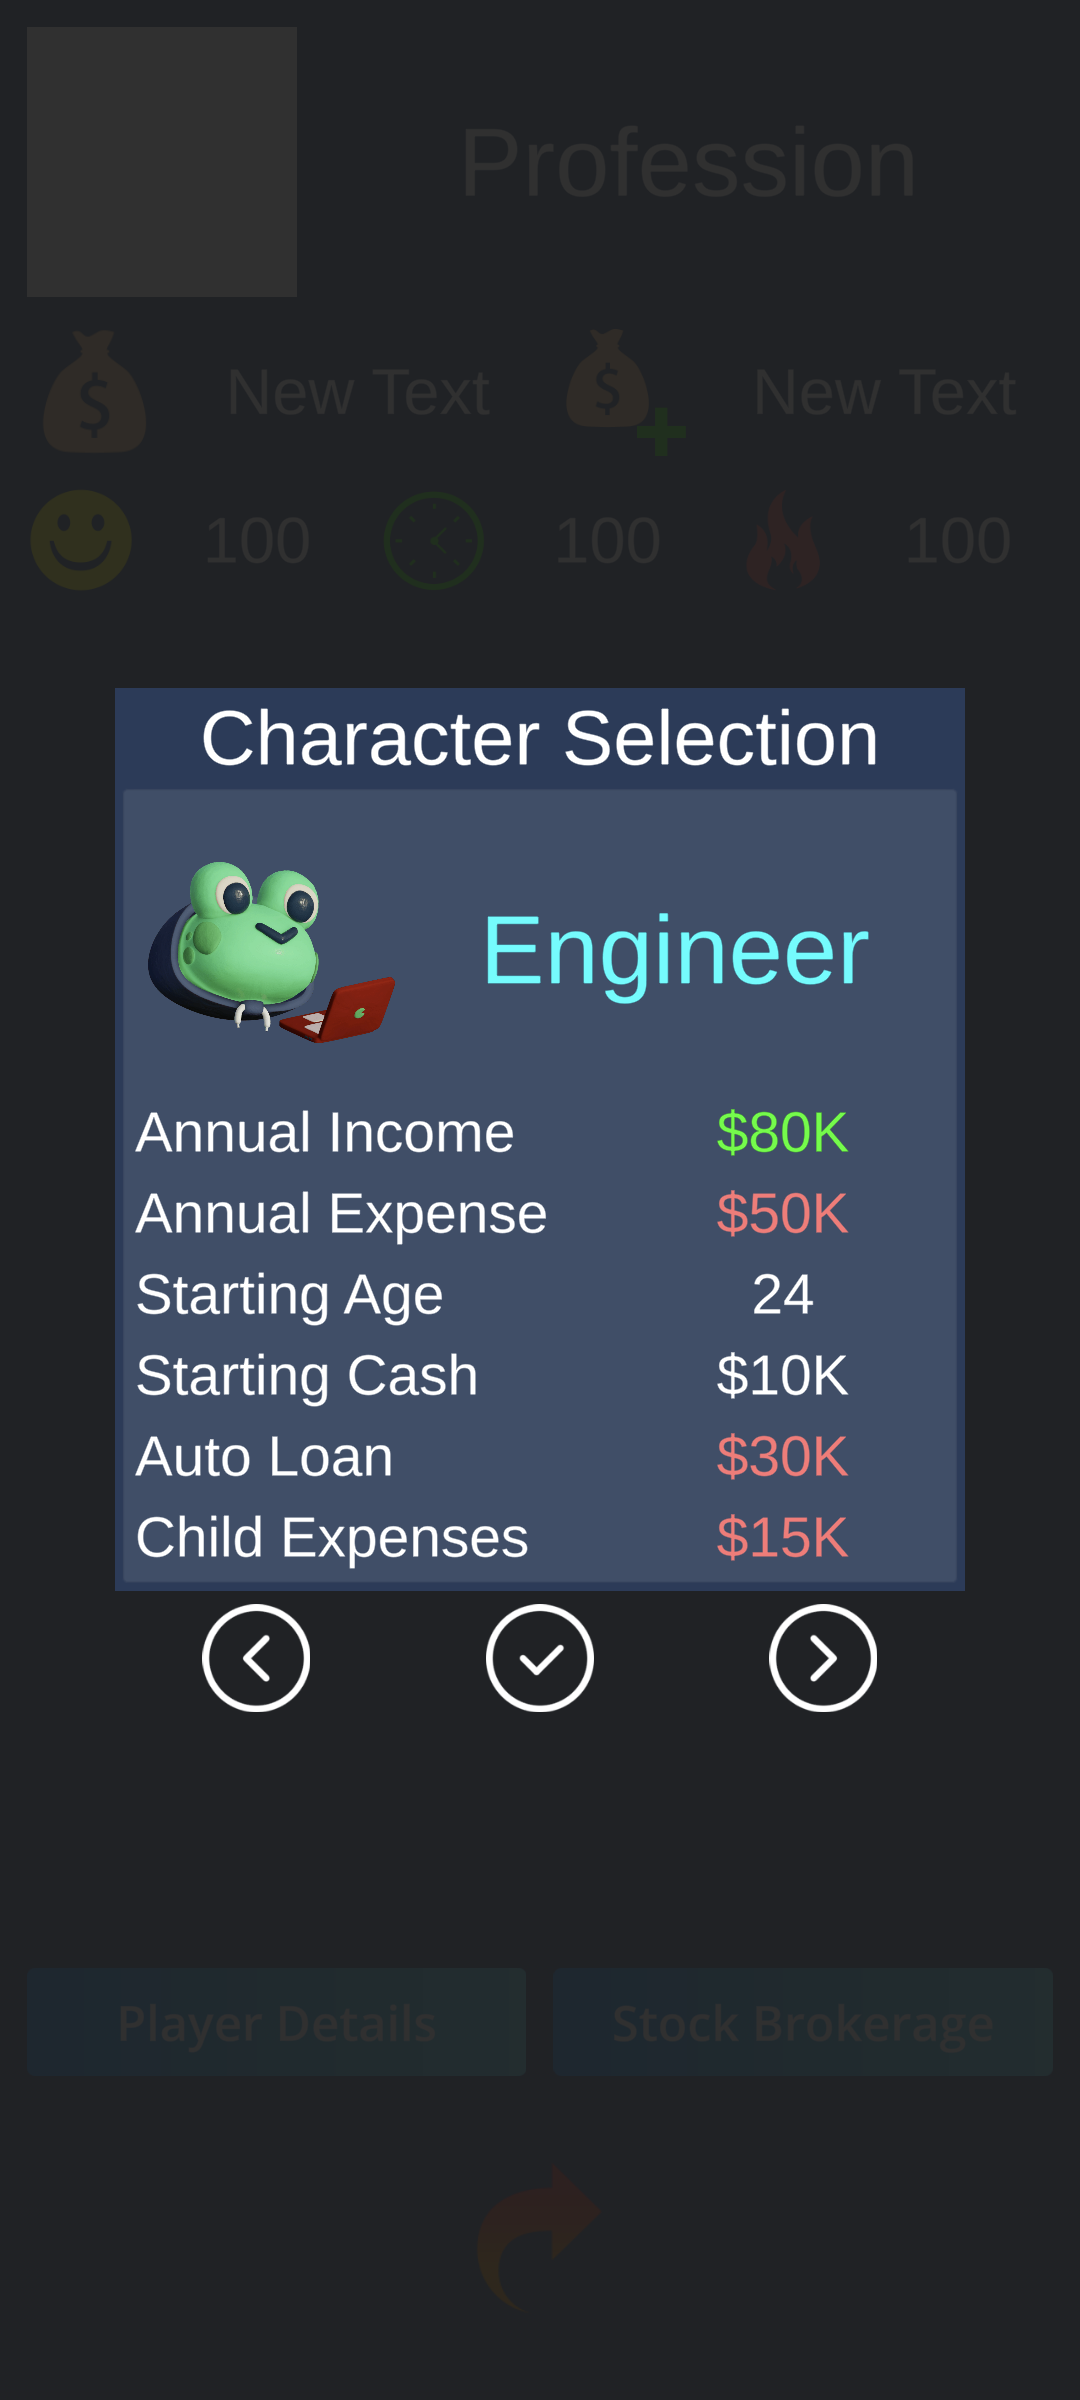 Profession
New Text New Text
100 100 100
Character Selection
Engineer
Annual Income $80K
Annual Expense $50K
Starting Age 24
Starting Cash $10K
Auto Loan $30K
Child Expenses $15K
Player Details Stock Brokerage